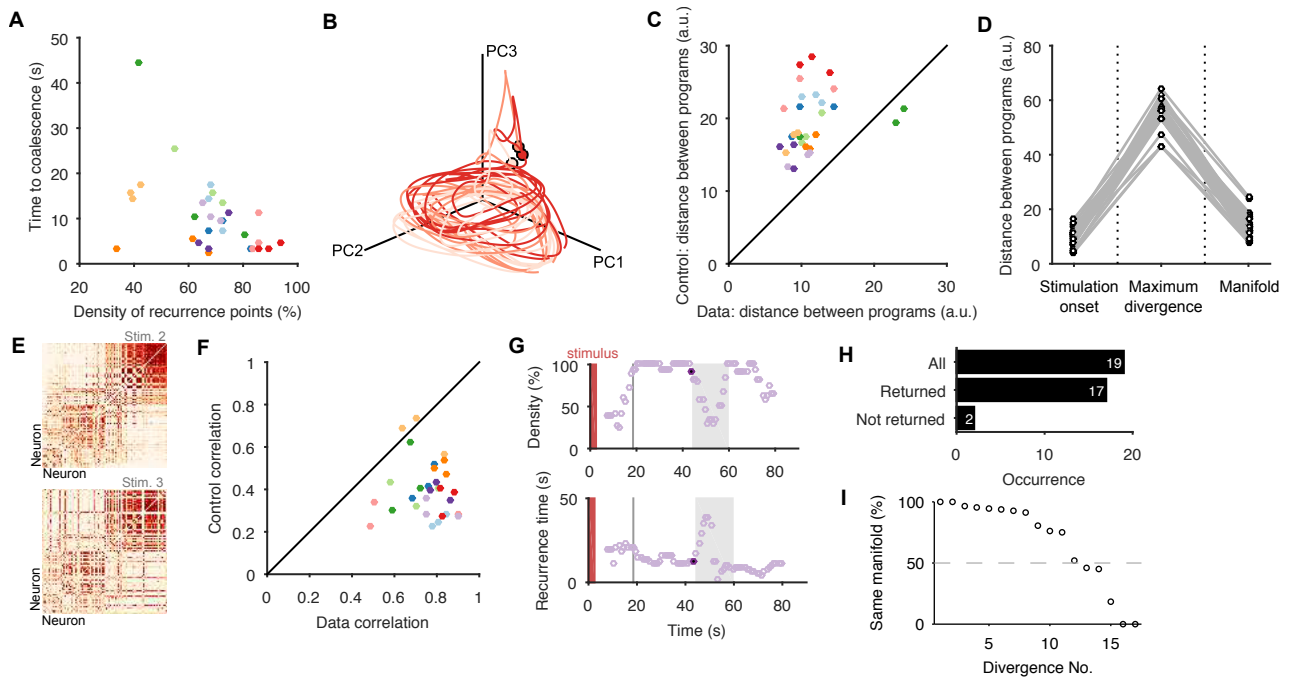 A
Time to coalescence (s)
50
40
30
20
10
0
20
40
60
80
100
Density of recurrence points (%)
B
PC3
PC2
PC1
C
Control: distance between programs (a.u.)
30
20
10
0
0
10
20
30
Data: distance between programs (a.u.)
D
Distance between programs (a.u.)
80
60
40
20
0
Stimulation onset
Maximum divergence
Manifold
E
Stim. 2
Neuron
Neuron
Stim. 3
Neuron
Neuron
F
Control correlation
1
0.8
0.6
0.4
0.2
0
0
0.2
0.4
0.6
0.8
1
Data correlation
G
stimulus
Density (%)
100
50
0
0
20
40
60
80
Recurrence time (s)
50
0
0
20
40
60
80
Time (s)
H
All
19
Returned
17
Not returned
2
0
10
20
Occurrence
I
Same manifold (%)
100
50
0
5
10
15
Divergence No.